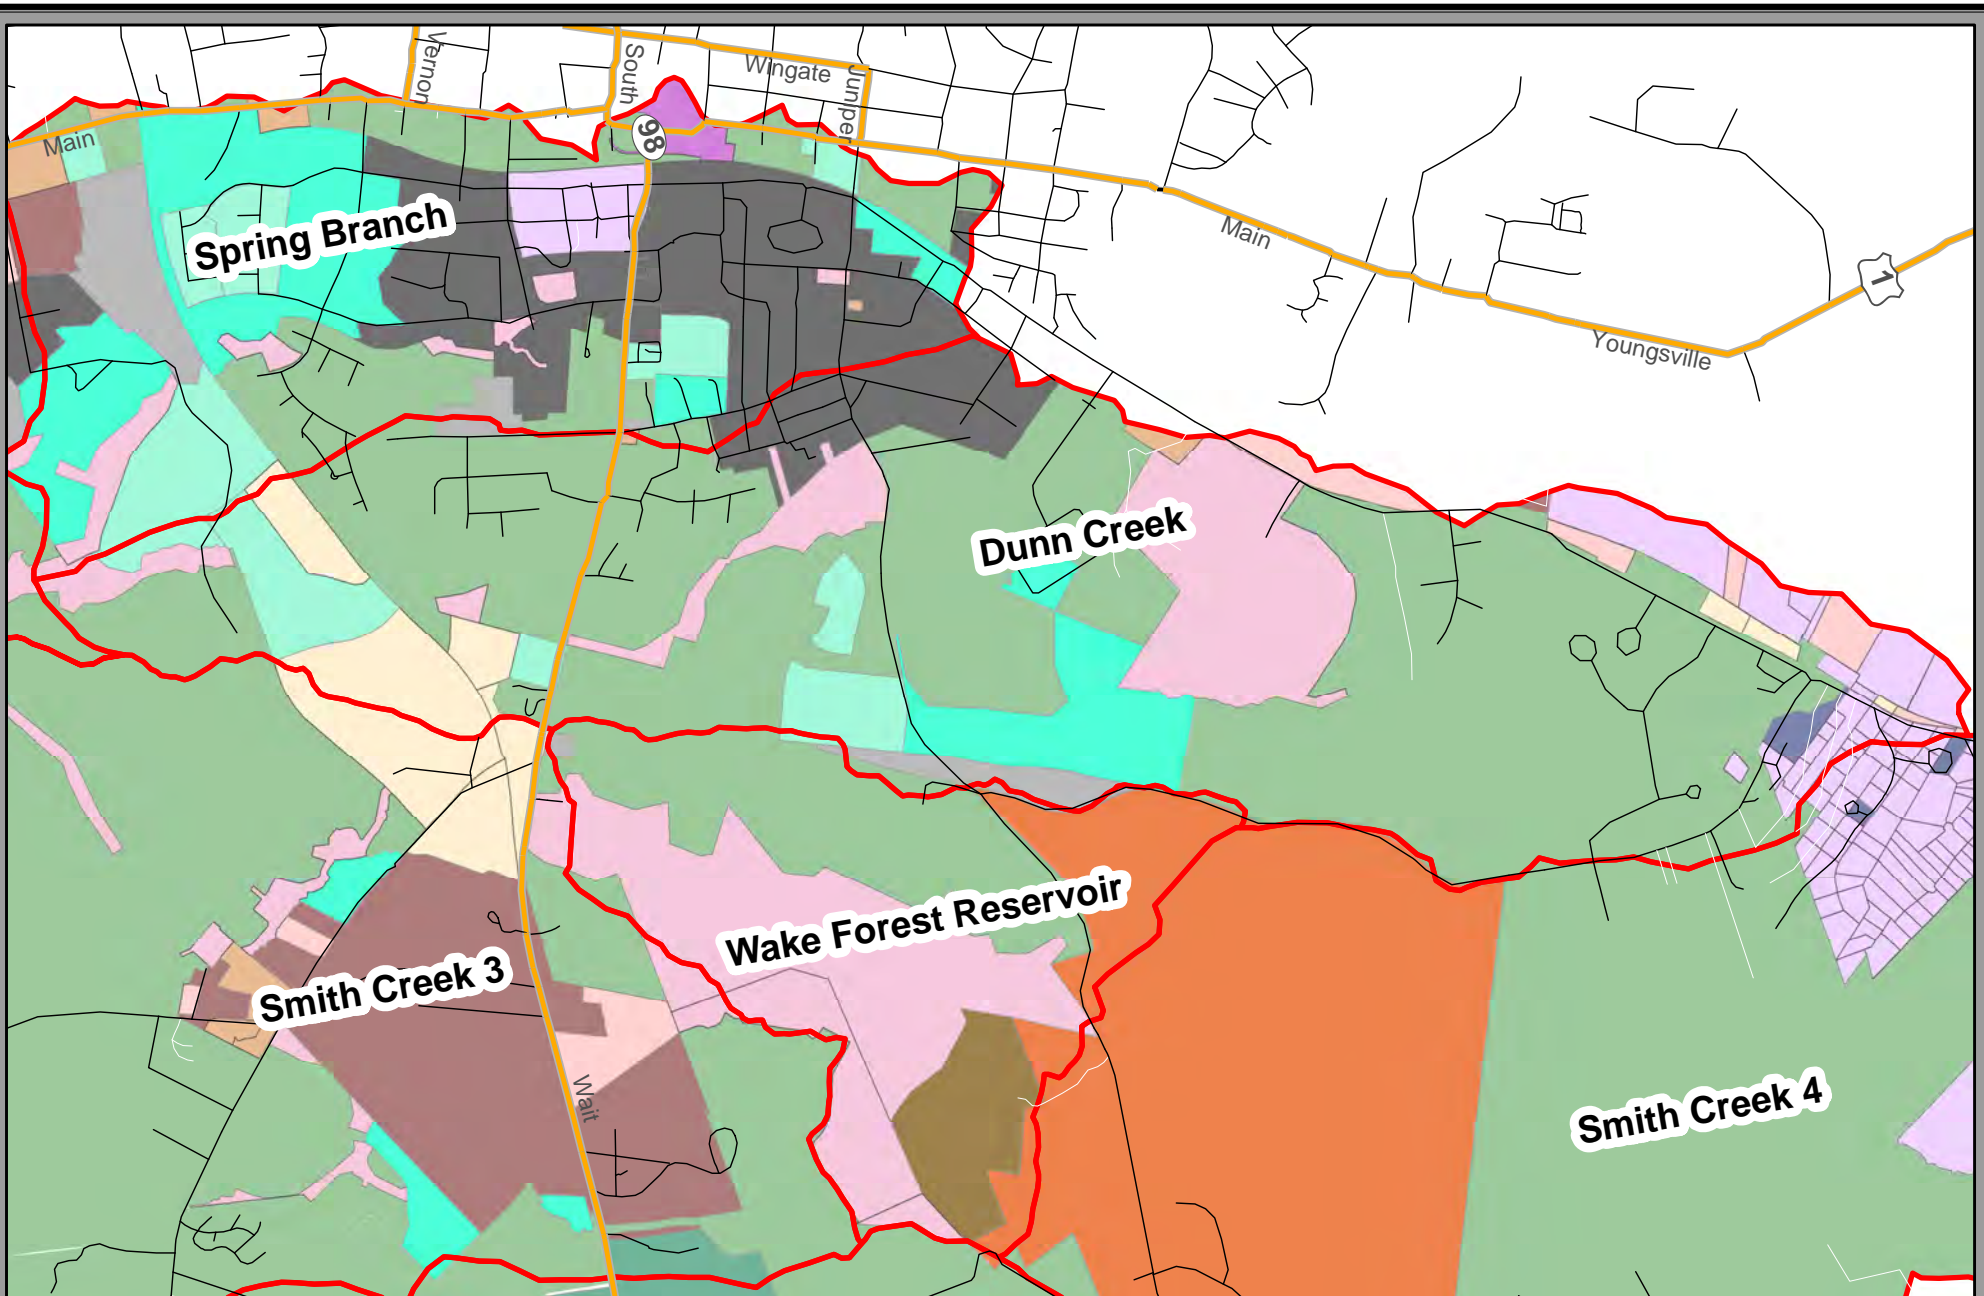 Vernon
South
Wingate
Juniper
98
Main
Spring Branch
Main
1
Youngsville
Dunn Creek
Wake Forest Reservoir
Smith Creek 3
Wait
Smith Creek 4